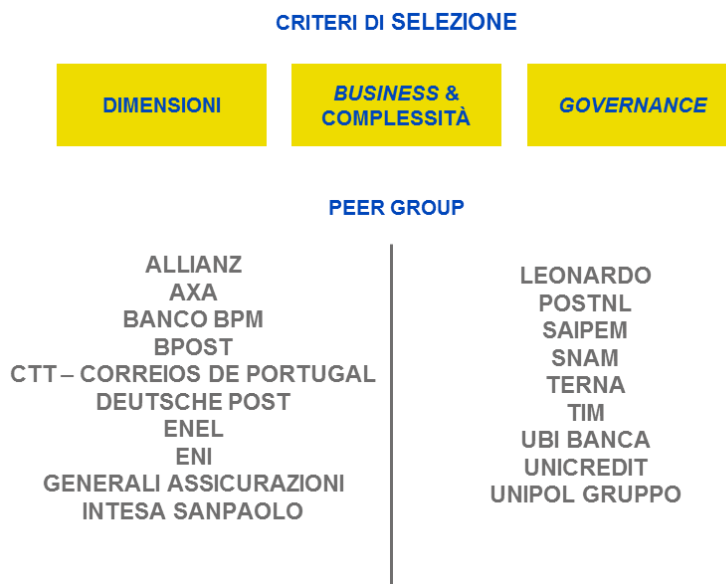 CRITERI DI SELEZIONE
DIMENSIONI
BUSINESS &
COMPLESSITÀ
GOVERNANCE
PEER GROUP
ALLIANZ
AXA
BANCO BPM
BPOST
CTT – CORREIOS DE PORTUGAL
DEUTSCHE POST
ENEL
ENI
GENERALI ASSICURAZIONI
INTESA SANPAOLO
LEONARDO
POSTNL
SAIPEM
SNAM
TERNA
TIM
UBI BANCA
UNICREDIT
UNIPOL GRUPPO